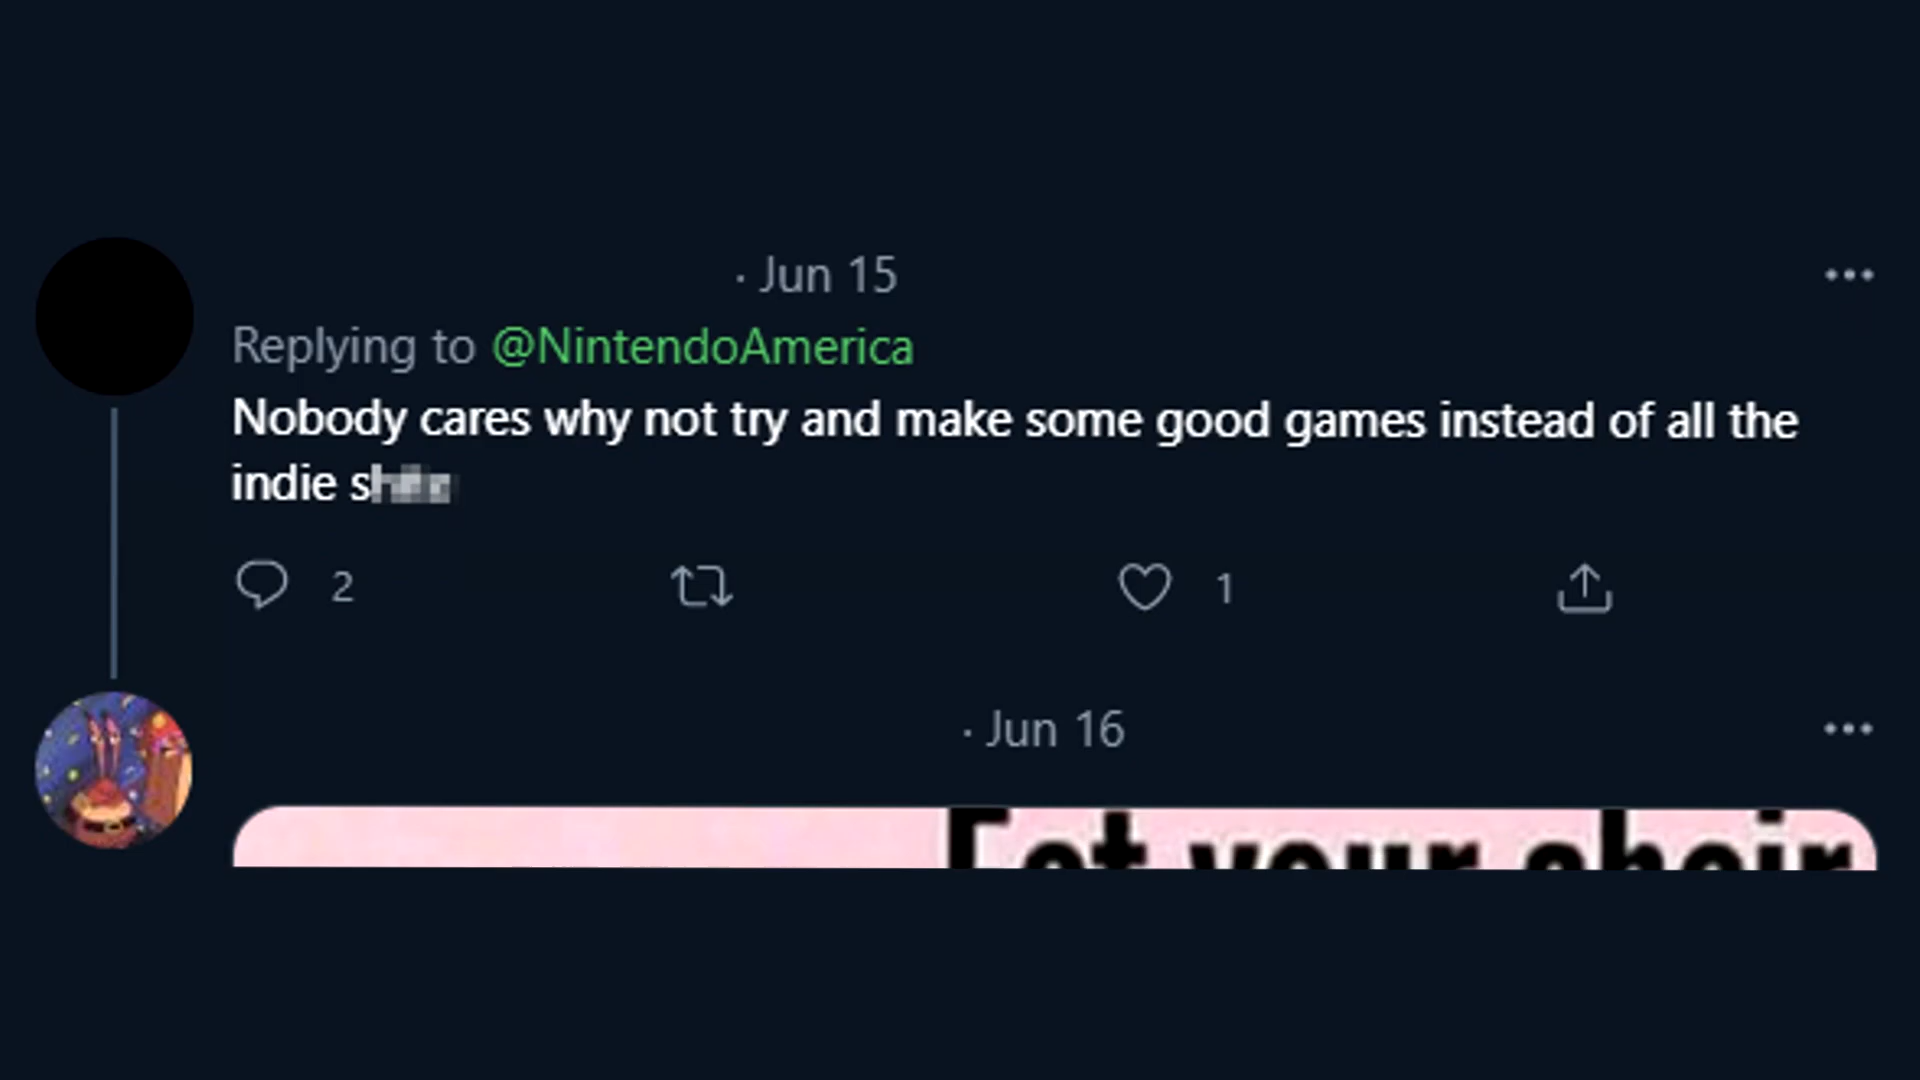 · Jun 15
Replying to @NintendoAmerica
Nobody cares why not try and make some good games instead of all the
indie
2
1
· Jun 16
your